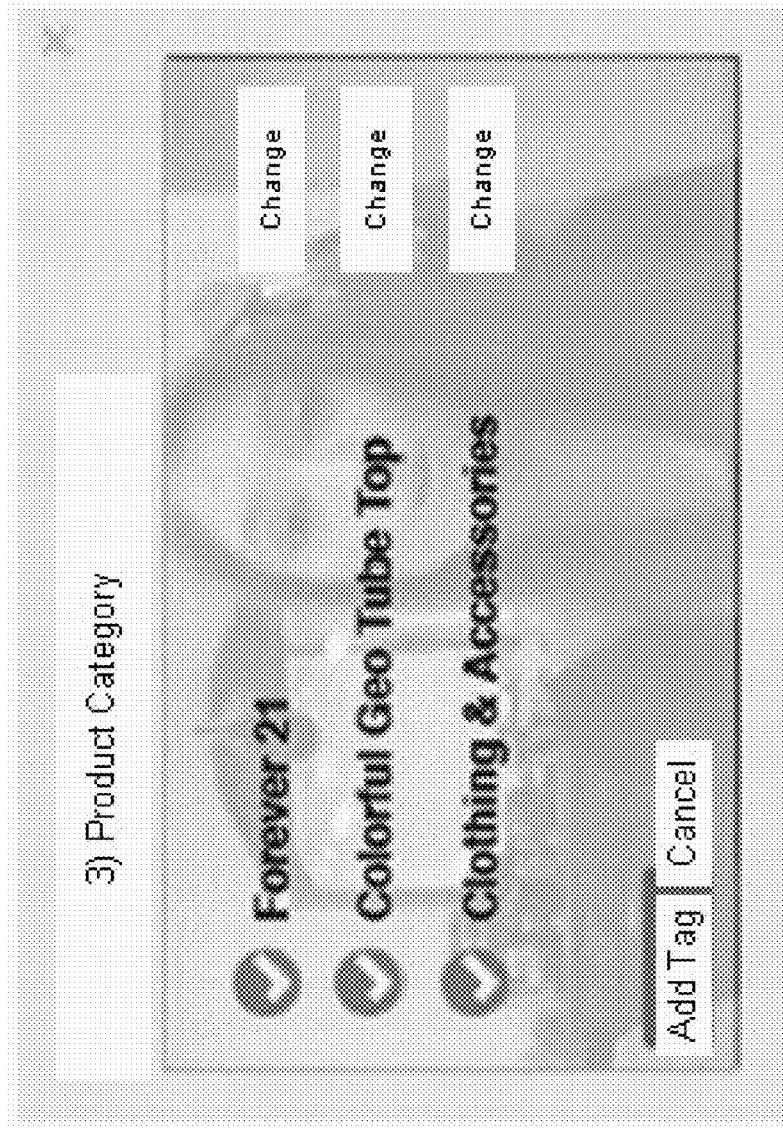 3) Product Category
Forever 21 Change
Colorful Geo Tube Top Change
Clothing & Accessories Change
Add Tag Cancel